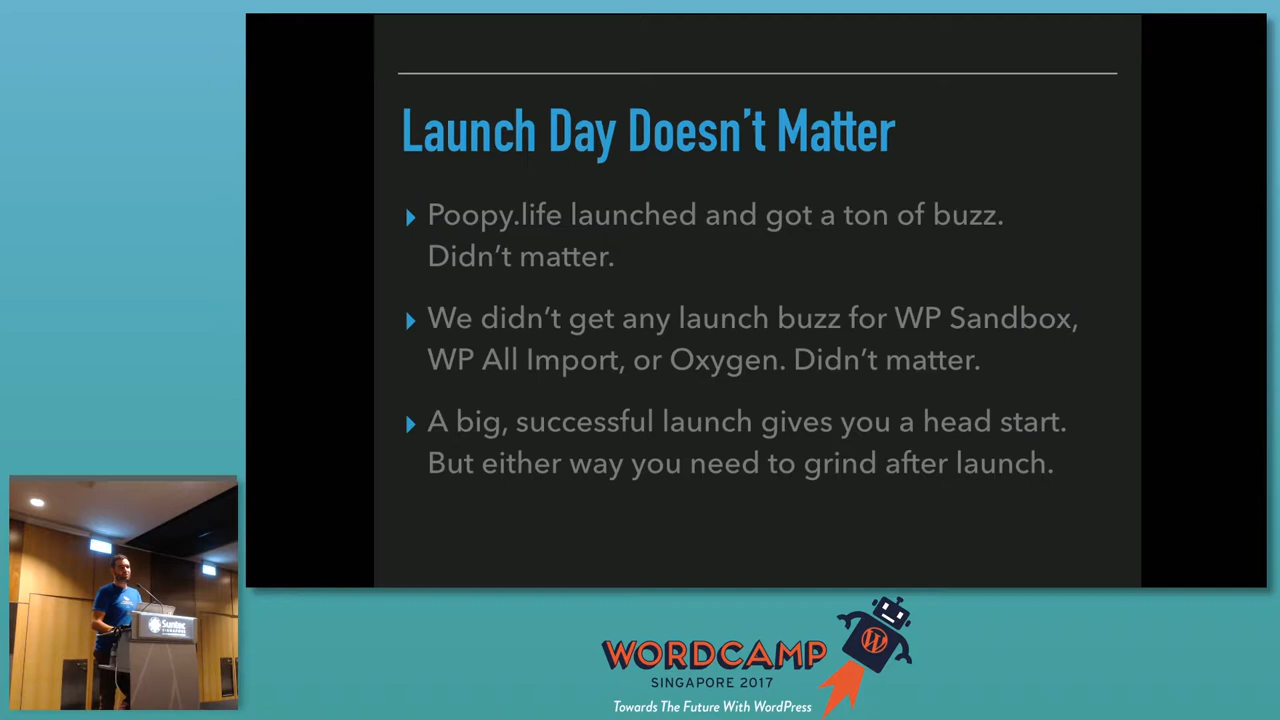 Launch Day Doesn't Matter
Poopy.life launched and got a ton of buzz.
Didn't matter.
We didn't get any launch buzz for WP Sandbox,
WP All Import, or Oxygen. Didn't matter.
A big, successful launch gives you a head start.
But either way you need to grind after launch.
Suntec
SINGAPORE
WORDCAMP
SINGAPORE 2017
Towards The Future With WordPress